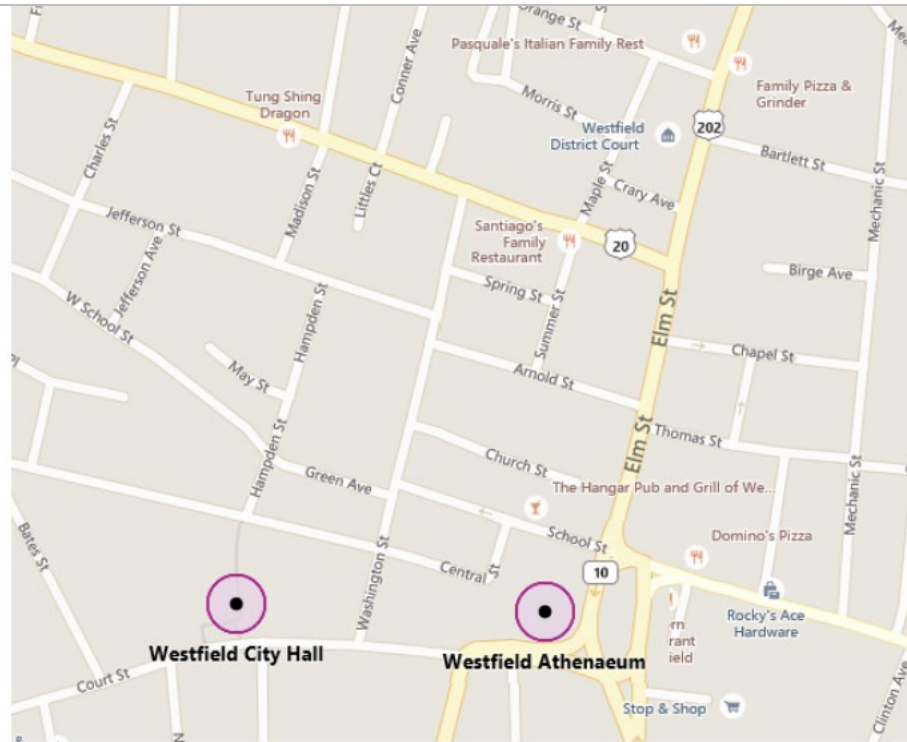 Orange St
Pasquale's Italian Family Rest
Family Pizza &
Grinder
Conner Ave
Tung Shing
Dragon
Morris St
Westfield
District Court
202
Bartlett St
Charles St
Madison St
Littles Ct
Maple St
Crary Ave
Mechanic St
Jefferson St
Jefferson Ave
Santiago's
Family
Restaurant
20
Birge Ave
Spring St
Summer St
W School St
Hampden St
Elm St
Chapel St
May St
Arnold St
Thomas St
Elm St
Hampden St
Green Ave
Church St
The Hangar Pub and Grill of We...
Mechanic St
School St
Domino's Pizza
Bates St
Washington St
Central St
10
Rocky's Ace
Hardware
Westfield City Hall
Westfield Athenaeum
Court St
Stop & Shop
Clinton Ave